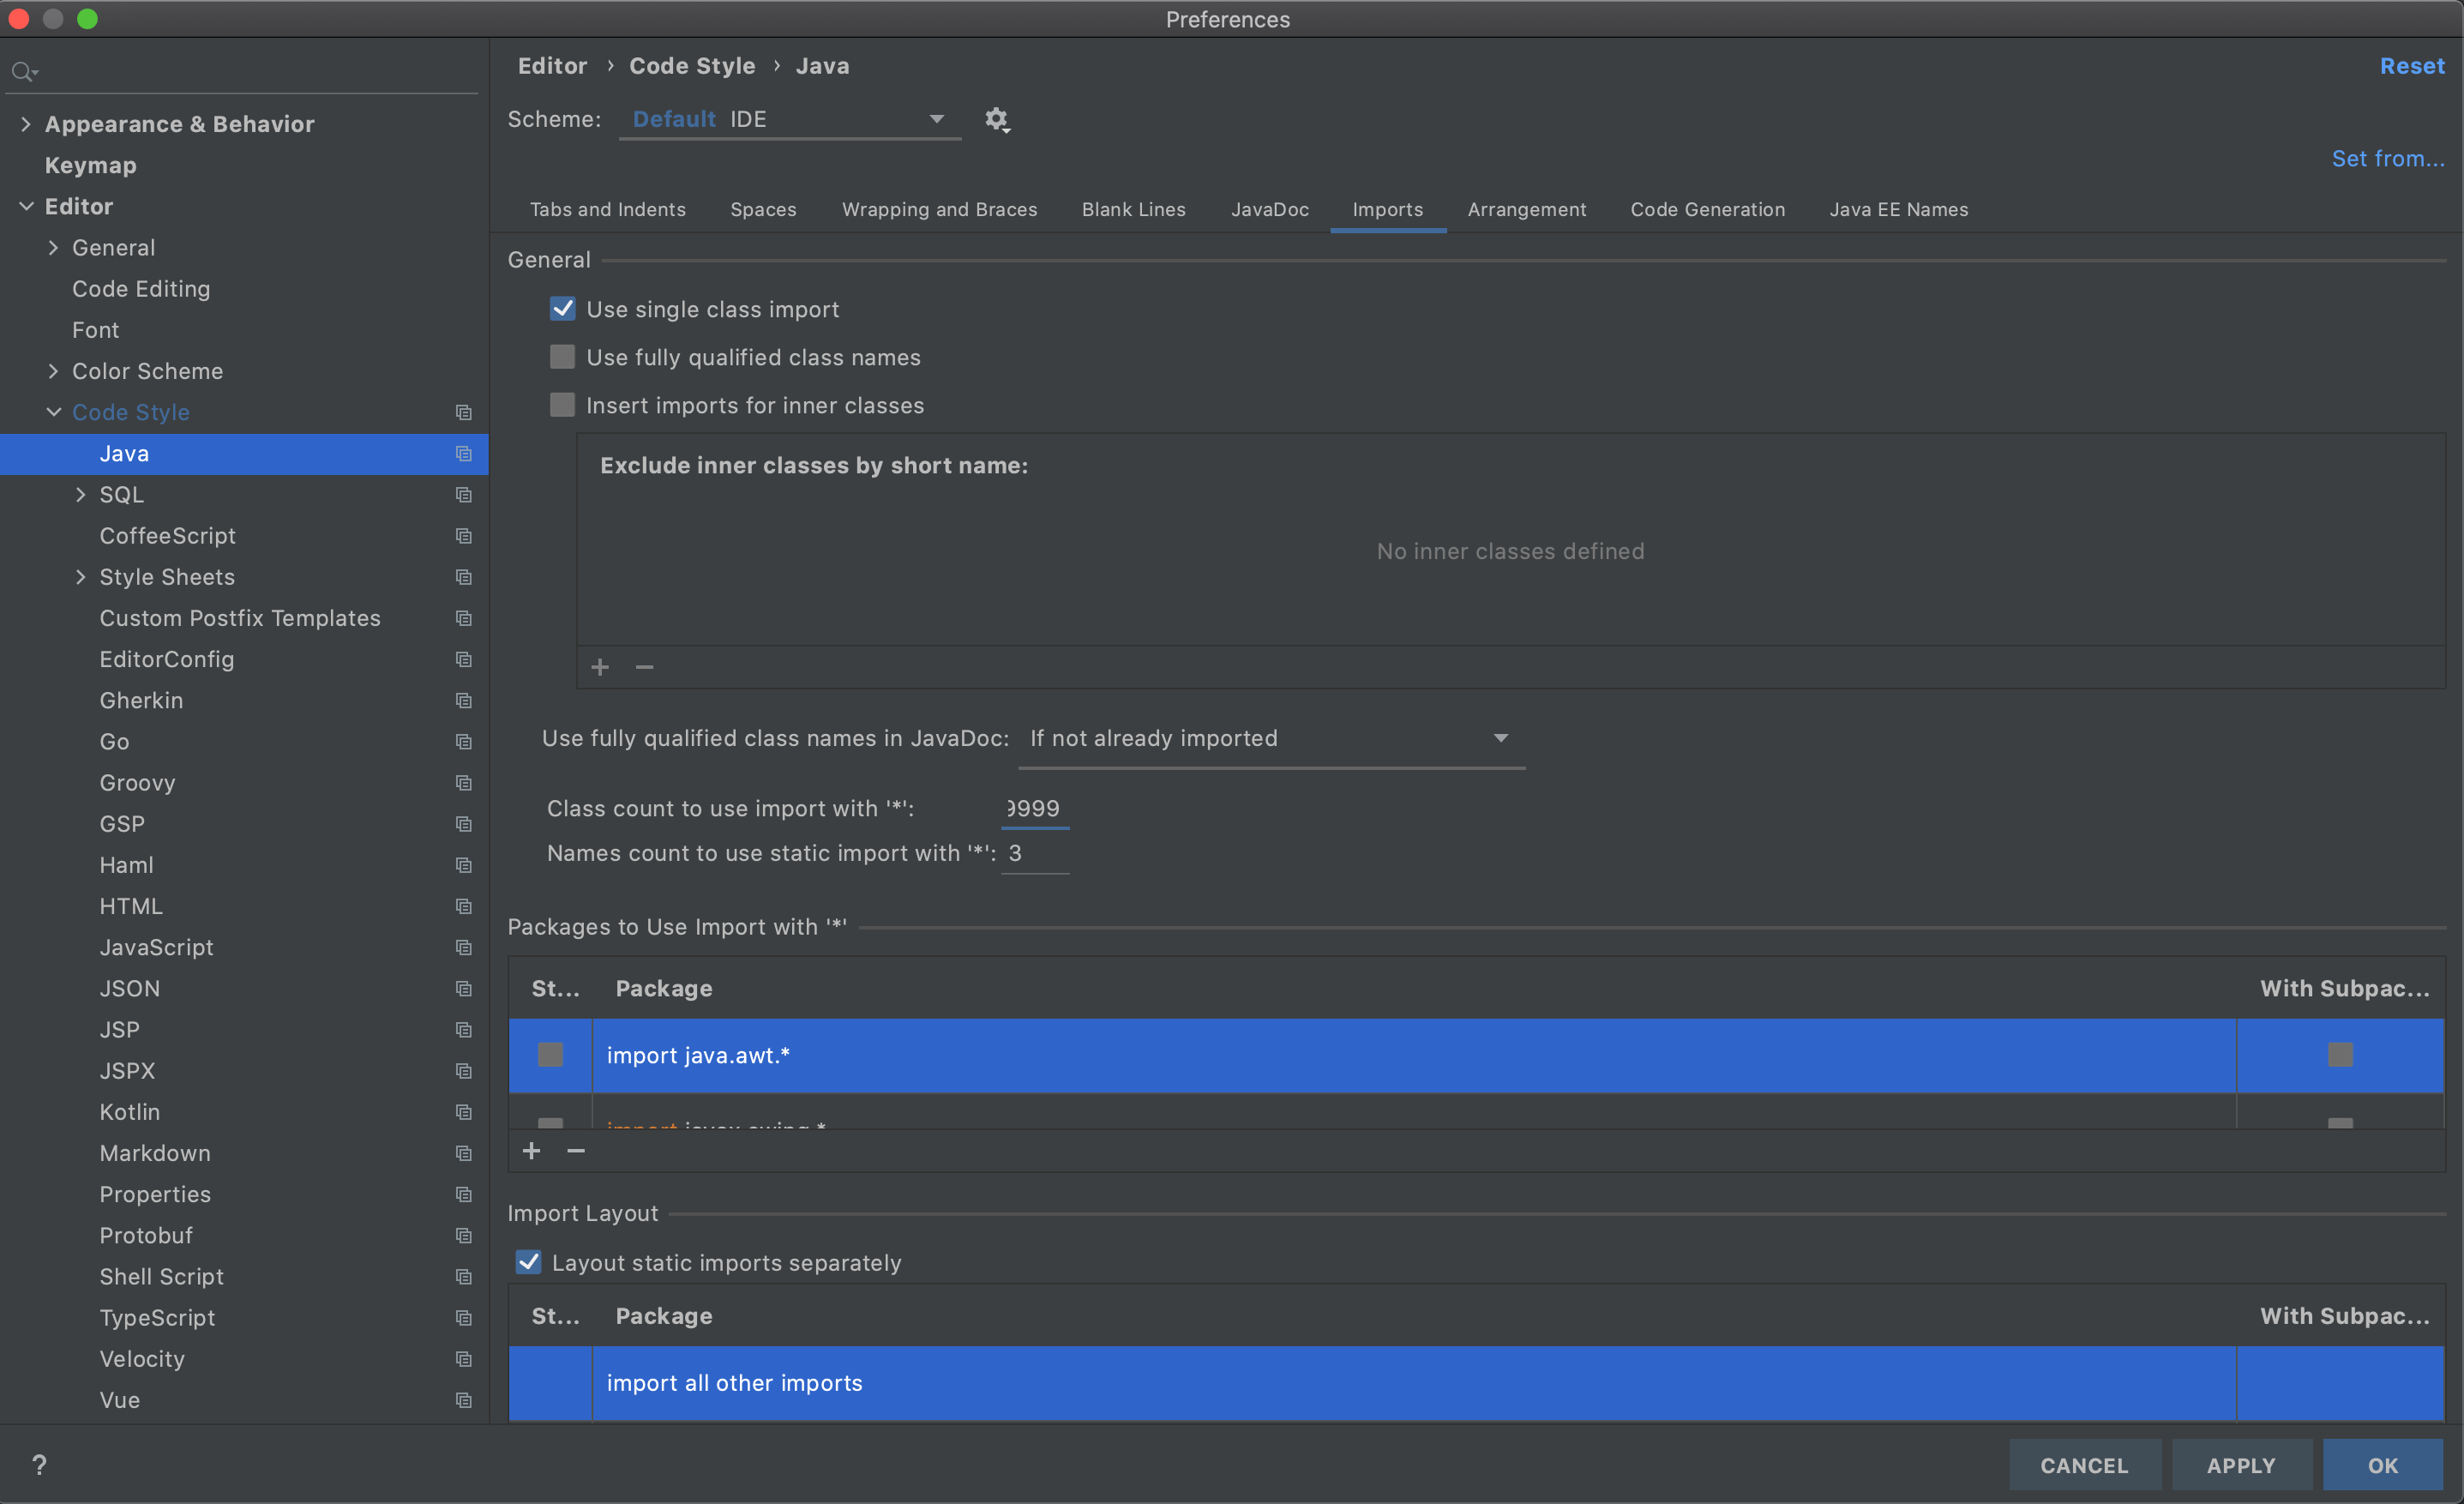 Preferences
Appearance & Behavior
Keymap
Editor
General
Code Editing
Font
Color Scheme
Code Style
Java
SQL
CoffeeScript
Style Sheets
Custom Postfix Templates
EditorConfig
Gherkin
Go
Groovy
GSP
Haml
HTML
JavaScript
JSON
JSP
JSPX
Kotlin
Markdown
Properties
Protobuf
Shell Script
TypeScript
Velocity
Vue
?
Editor › Code Style › Java
Reset
Scheme: Default IDE
Set from...
Tabs and Indents Spaces Wrapping and Braces Blank Lines JavaDoc Imports Arrangement Code Generation Java EE Names
General
Use single class import
Use fully qualified class names
Insert imports for inner classes
Exclude inner classes by short name:
No inner classes defined
Use fully qualified class names in JavaDoc: If not already imported
Class count to use import with '*': 9999
Names count to use static import with '*': 3
Packages to Use Import with '*'
St... Package With Subpac...
import java.awt.*
import javax.swing.*
Import Layout
Layout static imports separately
St... Package With Subpac...
import all other imports
CANCEL APPLY OK